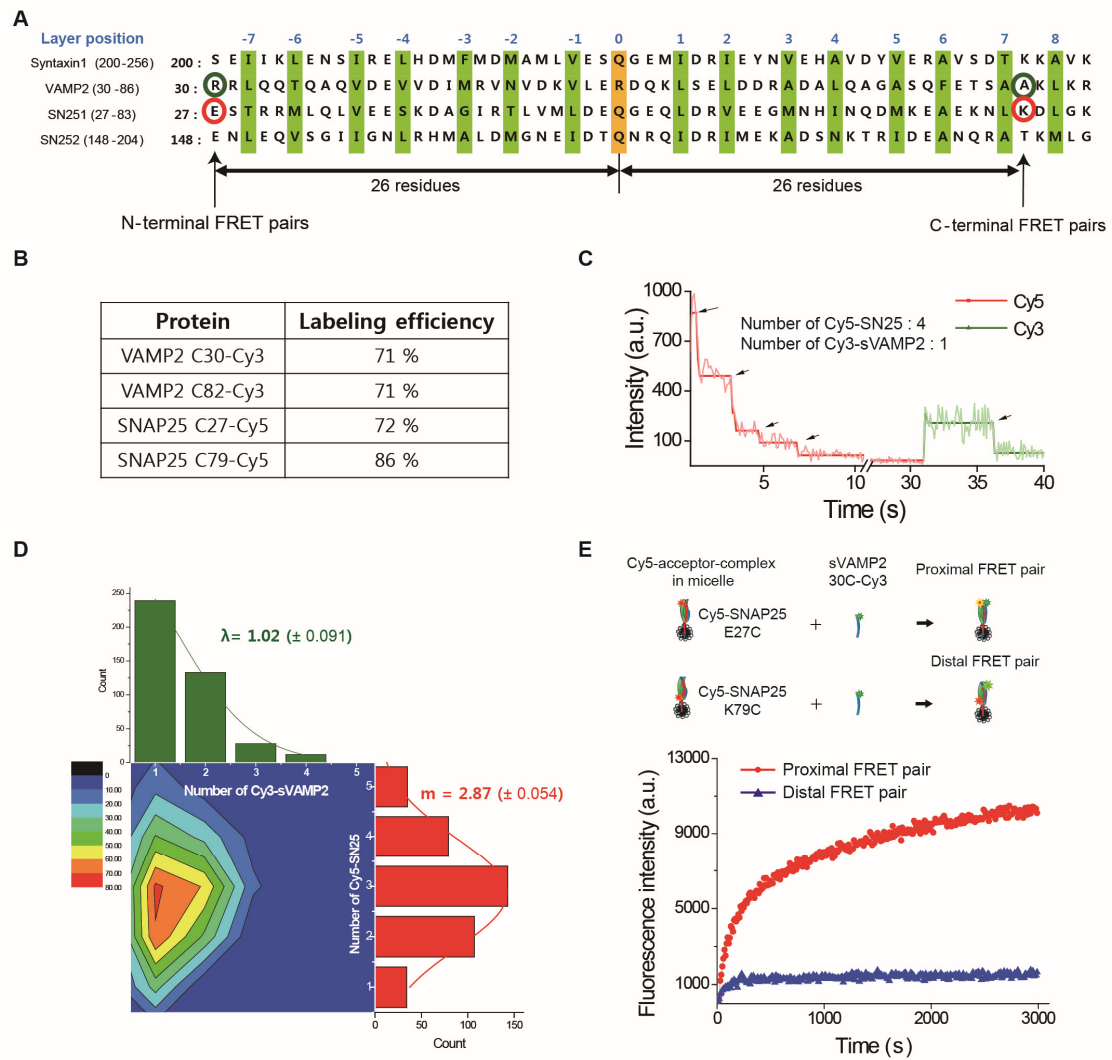 A
Layer position -7 -6 -5 -4 -3 -2 -1 0 1 2 3 4 5 6 7 8
Syntaxin1 (200-256) 200 : S E I I K L E N S I R E L H D M F M D M A M L V E S Q G E M I D R I E Y N V E H A V D Y V E R A V S D T K K A V K
VAMP2 (30 -86) 30 : R R L Q Q T Q A Q V D E V V D I M R V N V D K V L E R D Q K L S E L D D R A D A L Q A G A S Q F E T S A A K L K R
SN251 (27-83) 27 : E S T R R M L Q L V E E S K D A G I R T L V M L D E Q G E Q L D R V E E G M N H I N Q D M K E A E K N L K D L G K
SN252 (148-204) 148 : E N L E Q V S G I I G N L R H M A L D M G N E I D T Q N R Q I D R I M E K A D S N K T R I D E A N Q R A T K M L G
26 residues 26 residues
N-terminal FRET pairs C-terminal FRET pairs
B
Protein Labeling efficiency
VAMP2 C30-Cy3 71 %
VAMP2 C82-Cy3 71 %
SNAP25 C27-Cy5 72 %
SNAP25 C79-Cy5 86 %
C
1000
700
400
100
Intensity (a.u.)
Number of Cy5-SN25 : 4
Number of Cy3-sVAMP2 : 1
Cy5
Cy3
5 10 30 35 40
Time (s)
D
250
200
150
100
50
0
Count
λ= 1.02 (± 0.091)
1 2 3 4 5
Number of Cy3-sVAMP2
0
10.00
20.00
30.00
40.00
50.00
60.00
70.00
80.00
5
4
3
2
1
Number of Cy5-SN25
m = 2.87 (± 0.054)
0 50 100 150
Count
E
Cy5-acceptor-complex
in micelle
sVAMP2
30C-Cy3
Proximal FRET pair
Cy5-SNAP25
E27C
+
Distal FRET pair
Cy5-SNAP25
K79C
+
13000
9000
5000
1000
Fluorescence intensity (a.u.)
Proximal FRET pair
Distal FRET pair
0 1000 2000 3000
Time (s)